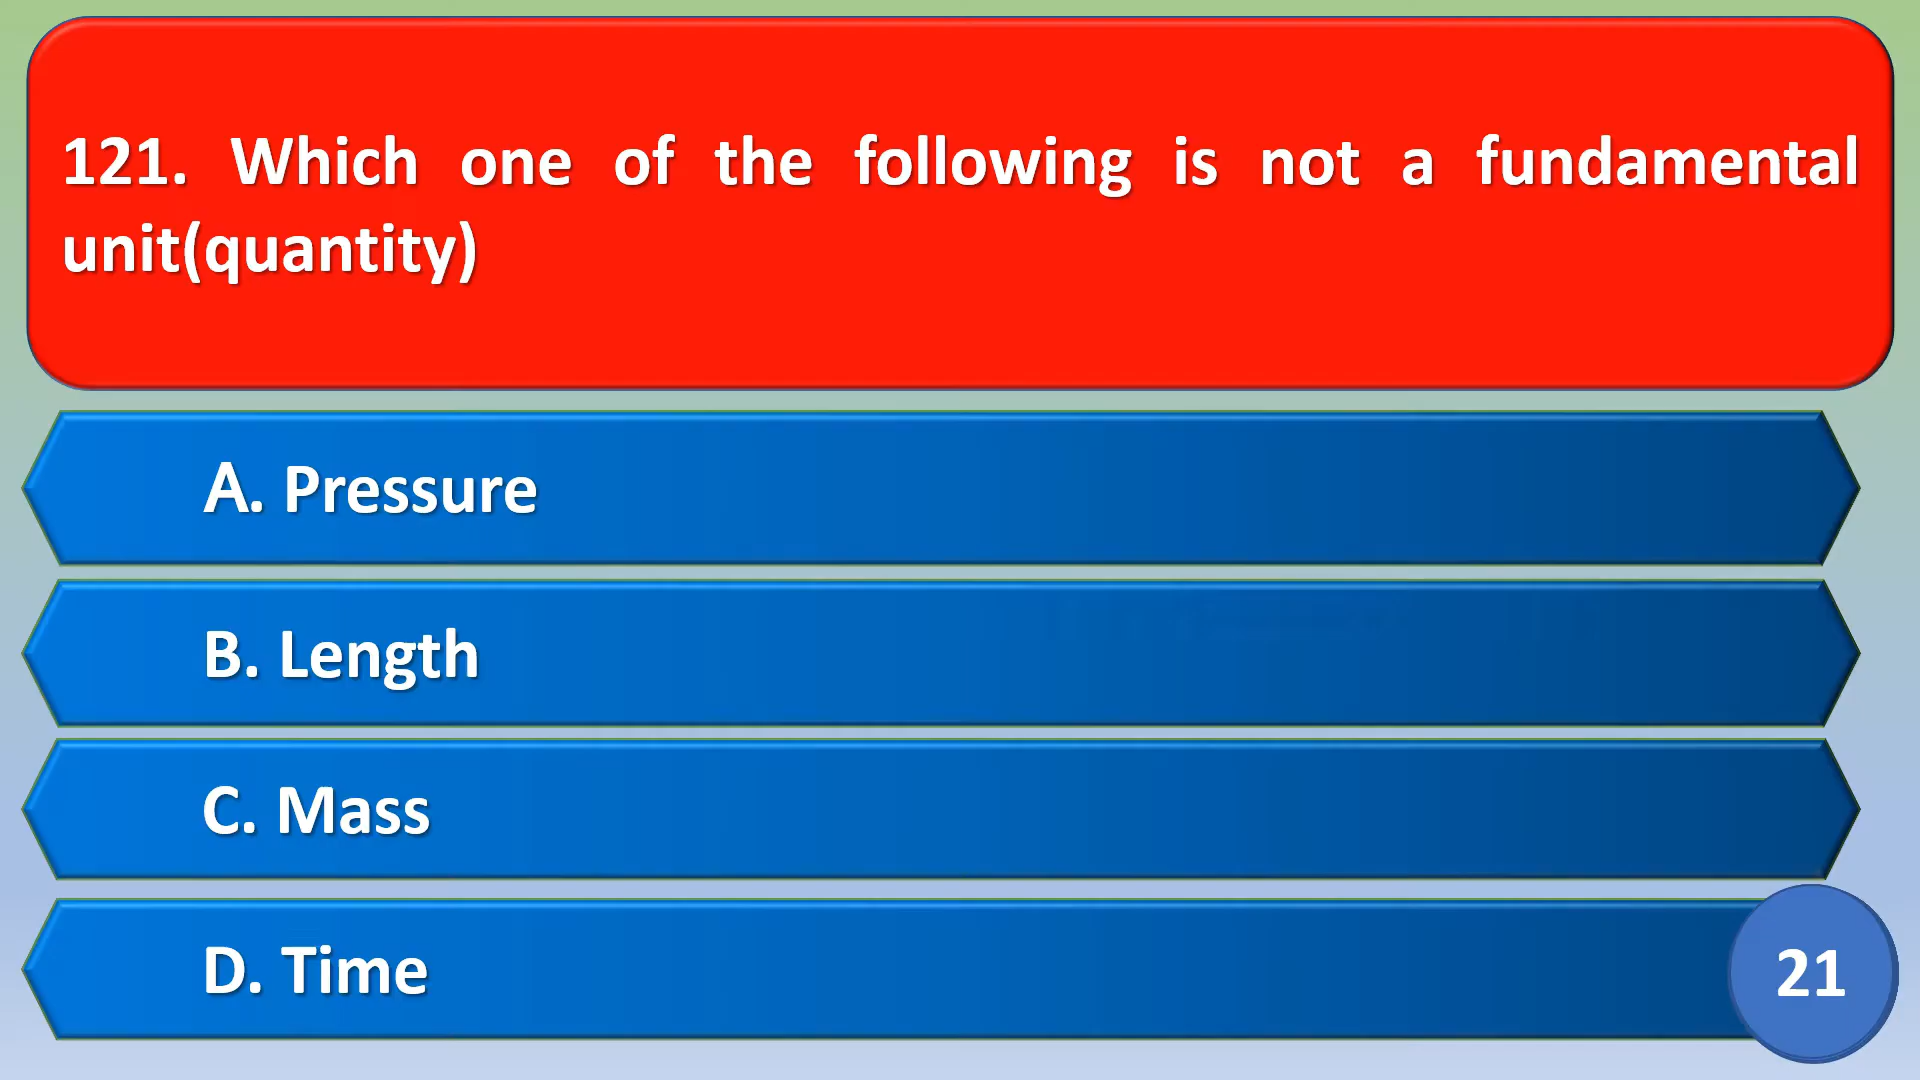 121. Which one of the following is not a fundamental
unit(quantity)
A. Pressure
B. Length
C. Mass
D. Time
21